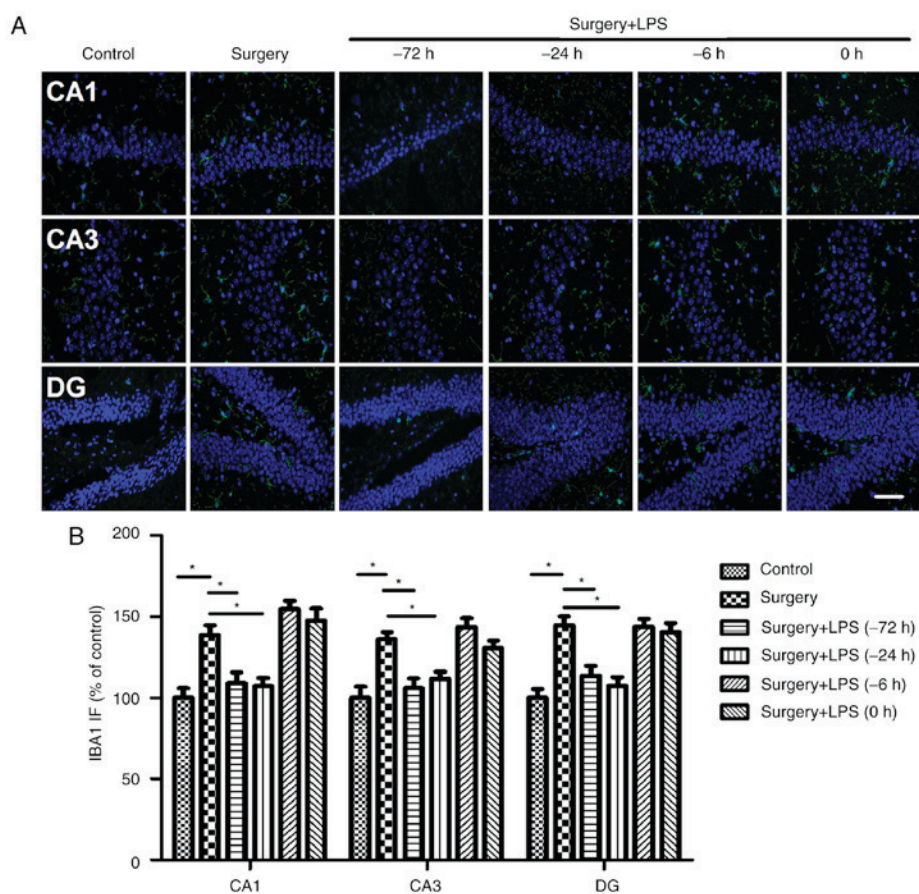 A
Surgery+LPS
Control Surgery −72 h −24 h −6 h 0 h
CA1
CA3
DG
B
200
150
100
50
0
IBA1 IF (% of control)
* * *
* * *
* * *
CA1 CA3 DG
Control
Surgery
Surgery+LPS (−72 h)
Surgery+LPS (−24 h)
Surgery+LPS (−6 h)
Surgery+LPS (0 h)